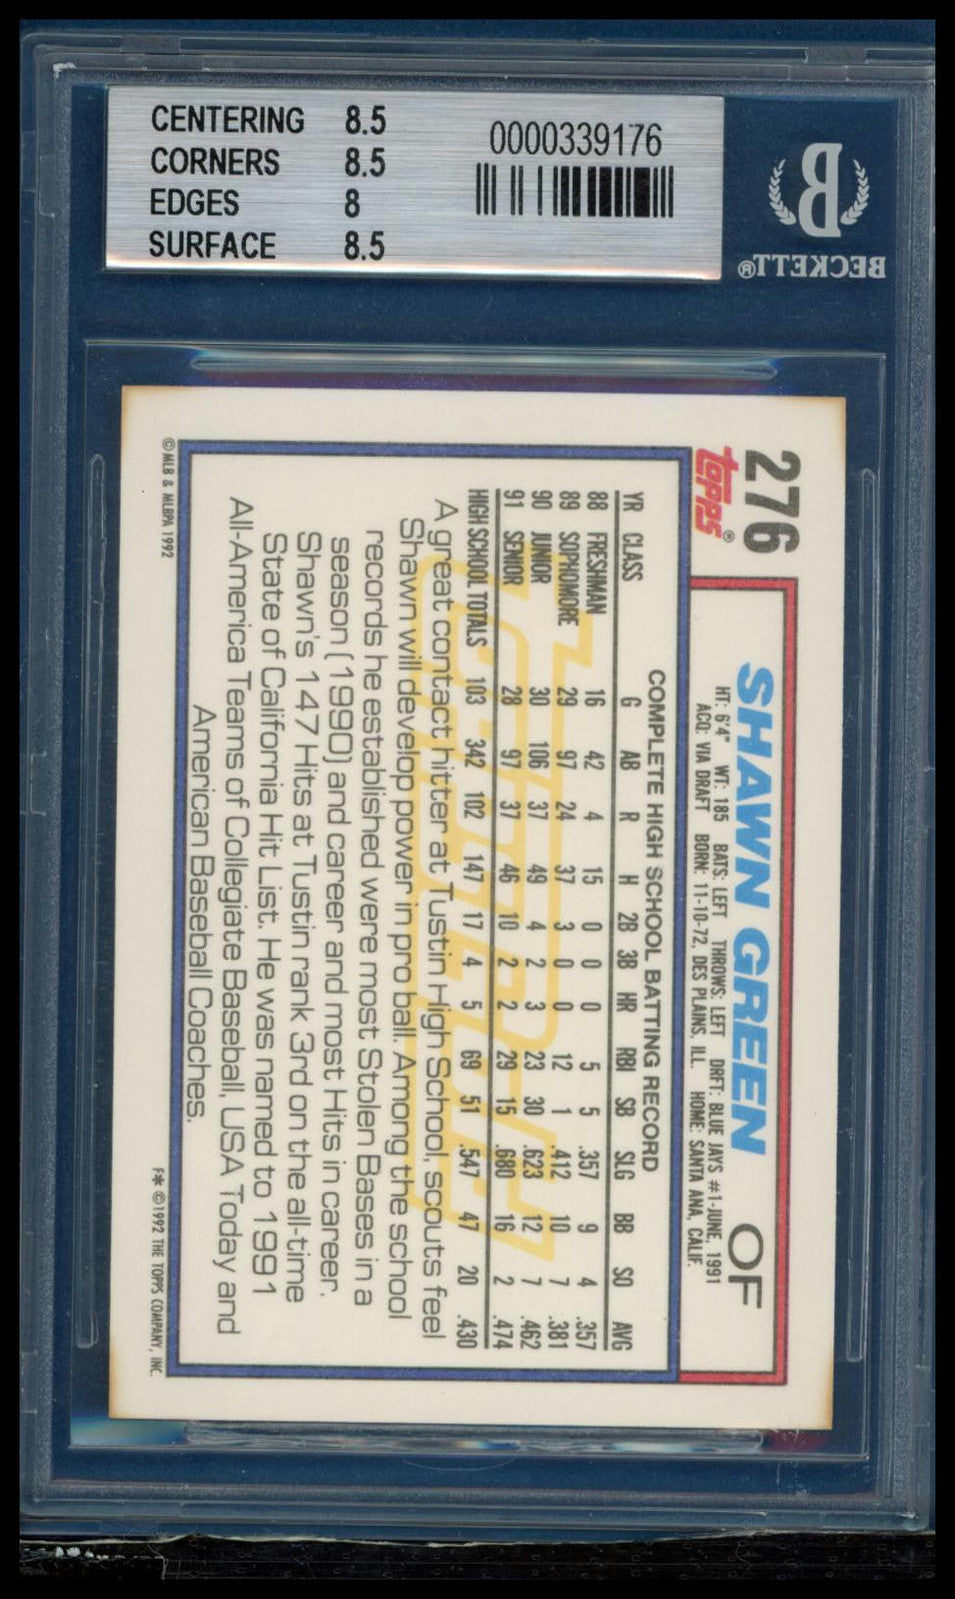 CENTERING 8.5
CORNERS 8.5
EDGES 8
SURFACE 8.5
0000339176
B
BECKETT®
276
topps®
SHAWN GREEN OF
HT: 6'4" WT: 185 BATS: LEFT THROWS: LEFT DRFT: BLUE JAYS #1-JUNE, 1991
ACQ: VIA DRAFT BORN: 11-10-72, DES PLAINS, ILL. HOME: SANTA ANA, CALIF.
COMPLETE HIGH SCHOOL BATTING RECORD
YR CLASS G AB R H 2B 3B HR RBI SB SLG BB SO AVG
88 FRESHMAN 16 42 4 15 0 0 0 5 5 .357 9 4 .357
89 SOPHOMORE 29 97 24 37 3 0 0 12 1 .412 10 7 .381
90 JUNIOR 30 106 37 49 4 2 3 23 30 .623 12 7 .462
91 SENIOR 28 97 37 46 10 2 2 29 15 .680 16 2 .474
HIGH SCHOOL TOTALS 103 342 102 147 17 4 5 69 51 .547 47 20 .430
A great contact hitter at Tustin High School, scouts feel
Shawn will develop power in pro ball. Among the school
records he established were most Stolen Bases in a
season (1990) and career and most Hits in career.
Shawn's 147 Hits at Tustin rank 3rd on the all-time
State of California Hit List. He was named to 1991
All-America Teams of Collegiate Baseball, USA Today and
American Baseball Coaches.
© MLB & MLBPA 1992
F* © 1992 THE TOPPS COMPANY, INC.